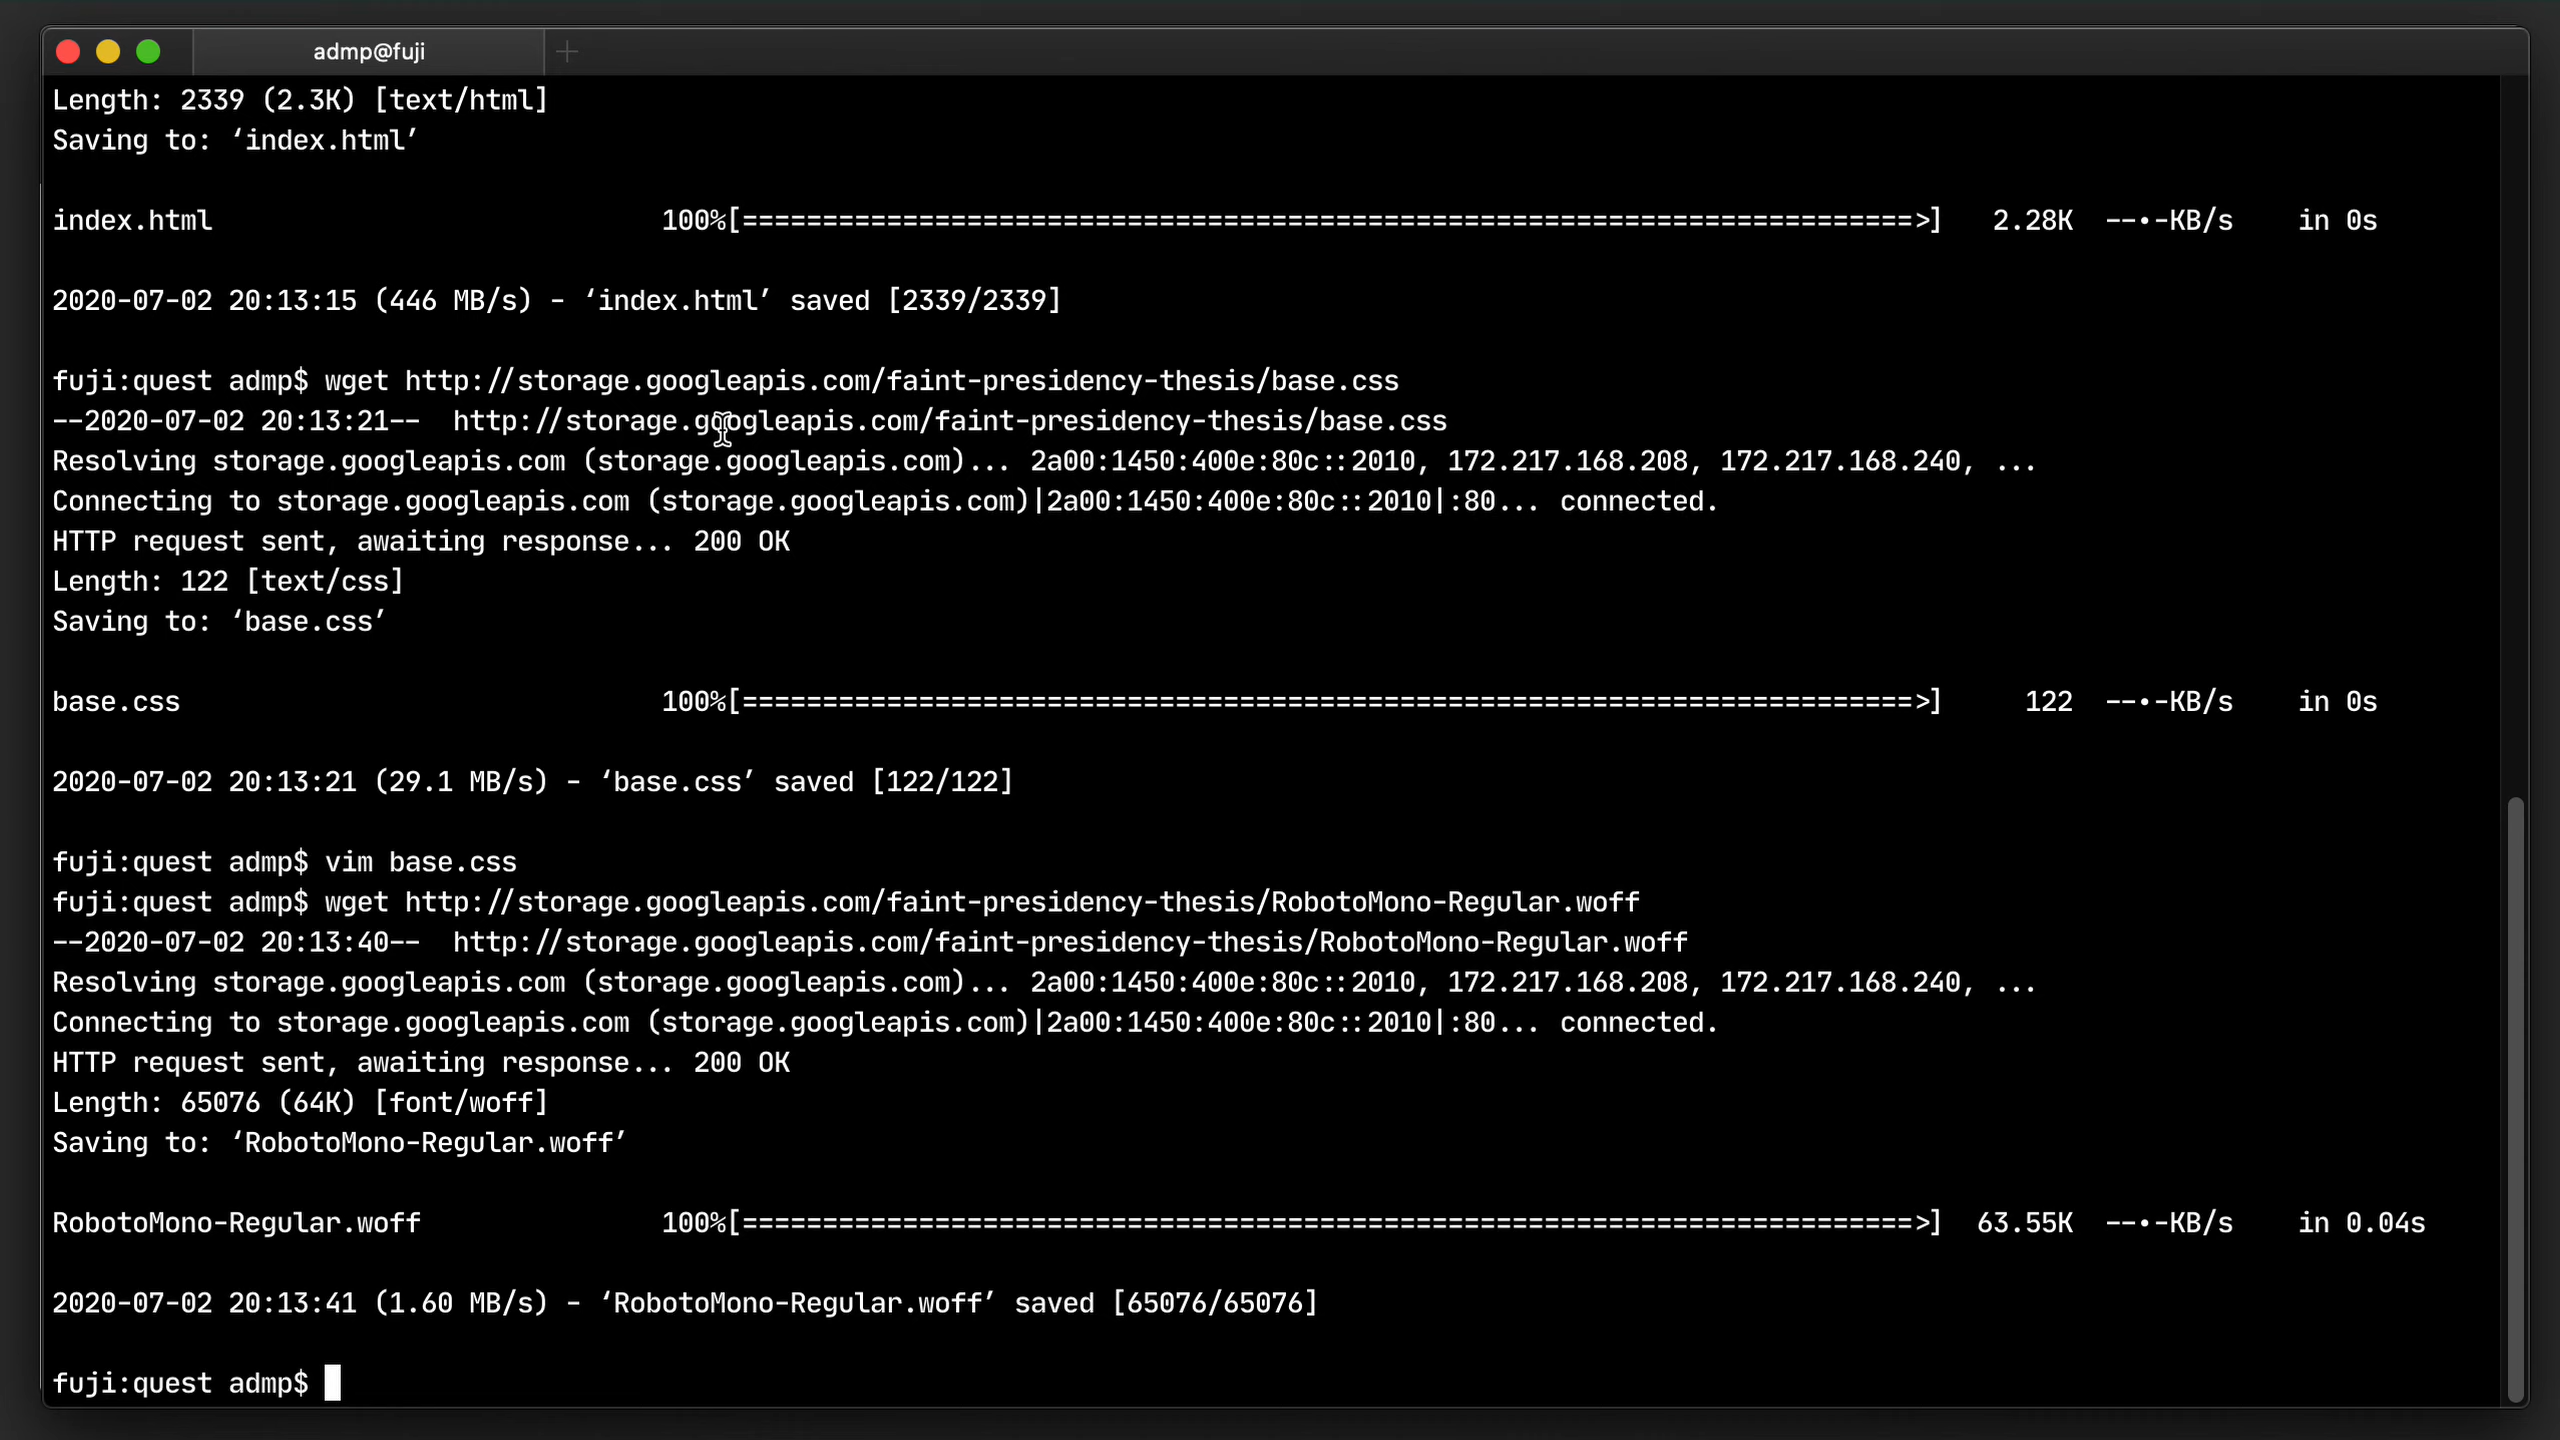 admp@fuji
Length: 2339 (2.3K) [text/html]
Saving to: ‘index.html’
index.html 100%[=========================================================================>] 2.28K --•-KB/s in 0s
2020-07-02 20:13:15 (446 MB/s) - ‘index.html’ saved [2339/2339]
fuji:quest admp$ wget http://storage.googleapis.com/faint-presidency-thesis/base.css
--2020-07-02 20:13:21-- http://storage.googleapis.com/faint-presidency-thesis/base.css
Resolving storage.googleapis.com (storage.googleapis.com)... 2a00:1450:400e:80c::2010, 172.217.168.208, 172.217.168.240, ...
Connecting to storage.googleapis.com (storage.googleapis.com)|2a00:1450:400e:80c::2010|:80... connected.
HTTP request sent, awaiting response... 200 OK
Length: 122 [text/css]
Saving to: ‘base.css’
base.css 100%[=========================================================================>] 122 --•-KB/s in 0s
2020-07-02 20:13:21 (29.1 MB/s) - ‘base.css’ saved [122/122]
fuji:quest admp$ vim base.css
fuji:quest admp$ wget http://storage.googleapis.com/faint-presidency-thesis/RobotoMono-Regular.woff
--2020-07-02 20:13:40-- http://storage.googleapis.com/faint-presidency-thesis/RobotoMono-Regular.woff
Resolving storage.googleapis.com (storage.googleapis.com)... 2a00:1450:400e:80c::2010, 172.217.168.208, 172.217.168.240, ...
Connecting to storage.googleapis.com (storage.googleapis.com)|2a00:1450:400e:80c::2010|:80... connected.
HTTP request sent, awaiting response... 200 OK
Length: 65076 (64K) [font/woff]
Saving to: ‘RobotoMono-Regular.woff’
RobotoMono-Regular.woff 100%[=========================================================================>] 63.55K --•-KB/s in 0.04s
2020-07-02 20:13:41 (1.60 MB/s) - ‘RobotoMono-Regular.woff’ saved [65076/65076]
fuji:quest admp$